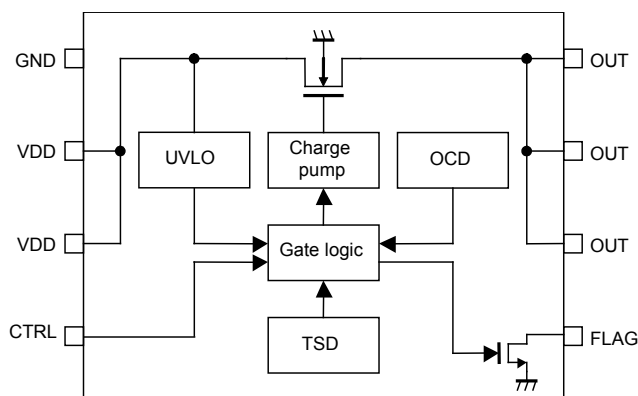 GND
OUT
VDD
UVLO
Charge
pump
OCD
OUT
VDD
Gate logic
OUT
CTRL
TSD
FLAG